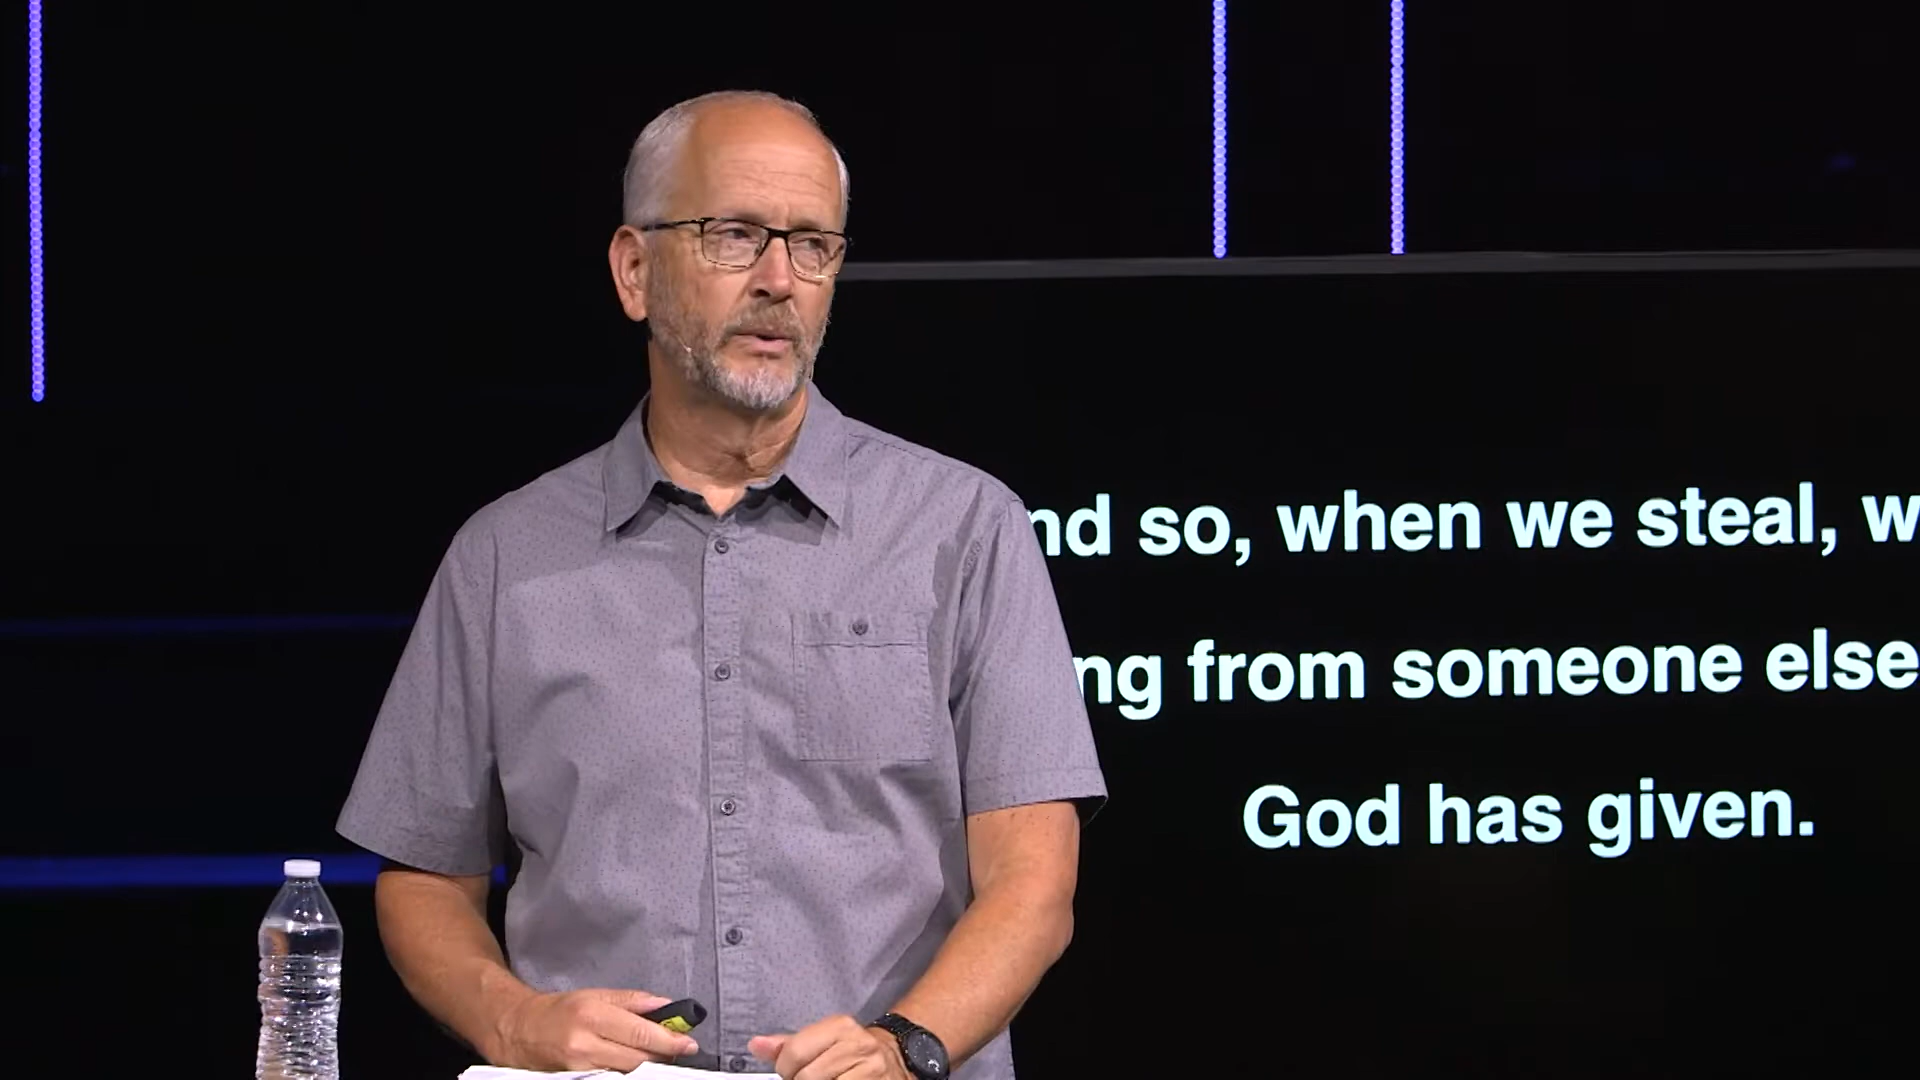 nd so, when we steal, w
ng from someone else
God has given.